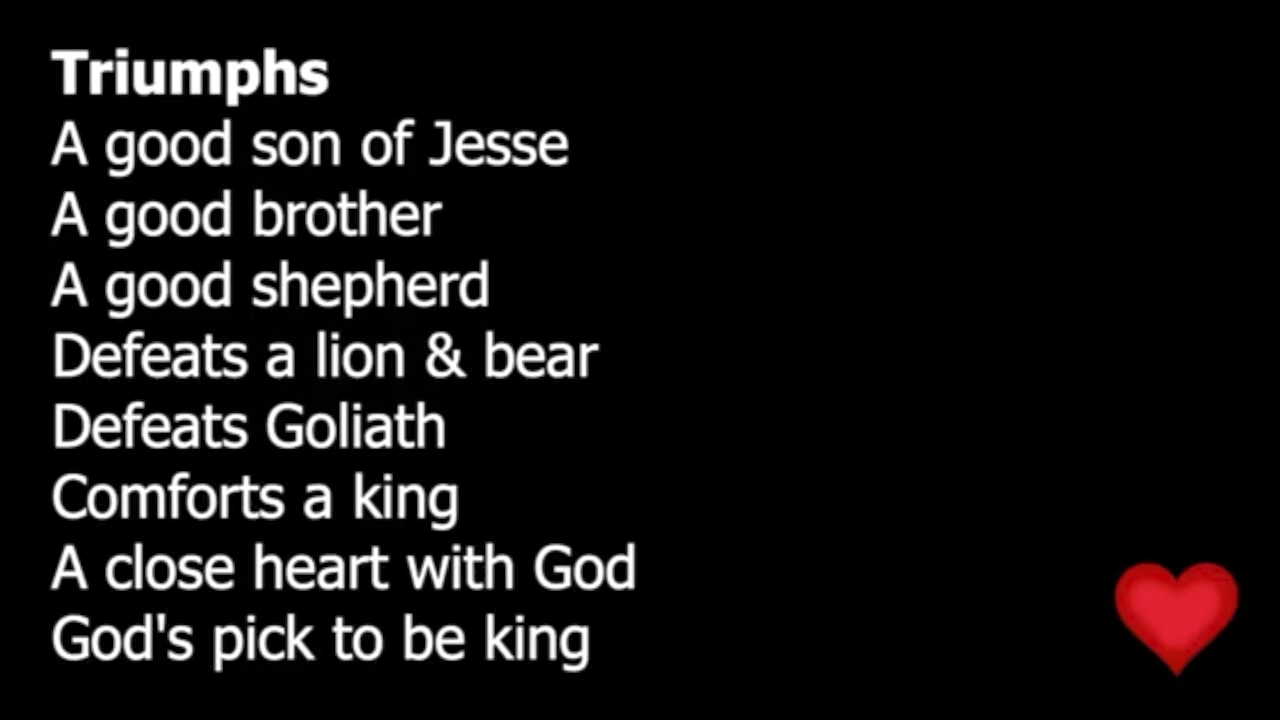 Triumphs
A good son of Jesse
A good brother
A good shepherd
Defeats a lion & bear
Defeats Goliath
Comforts a king
A close heart with God
God's pick to be king